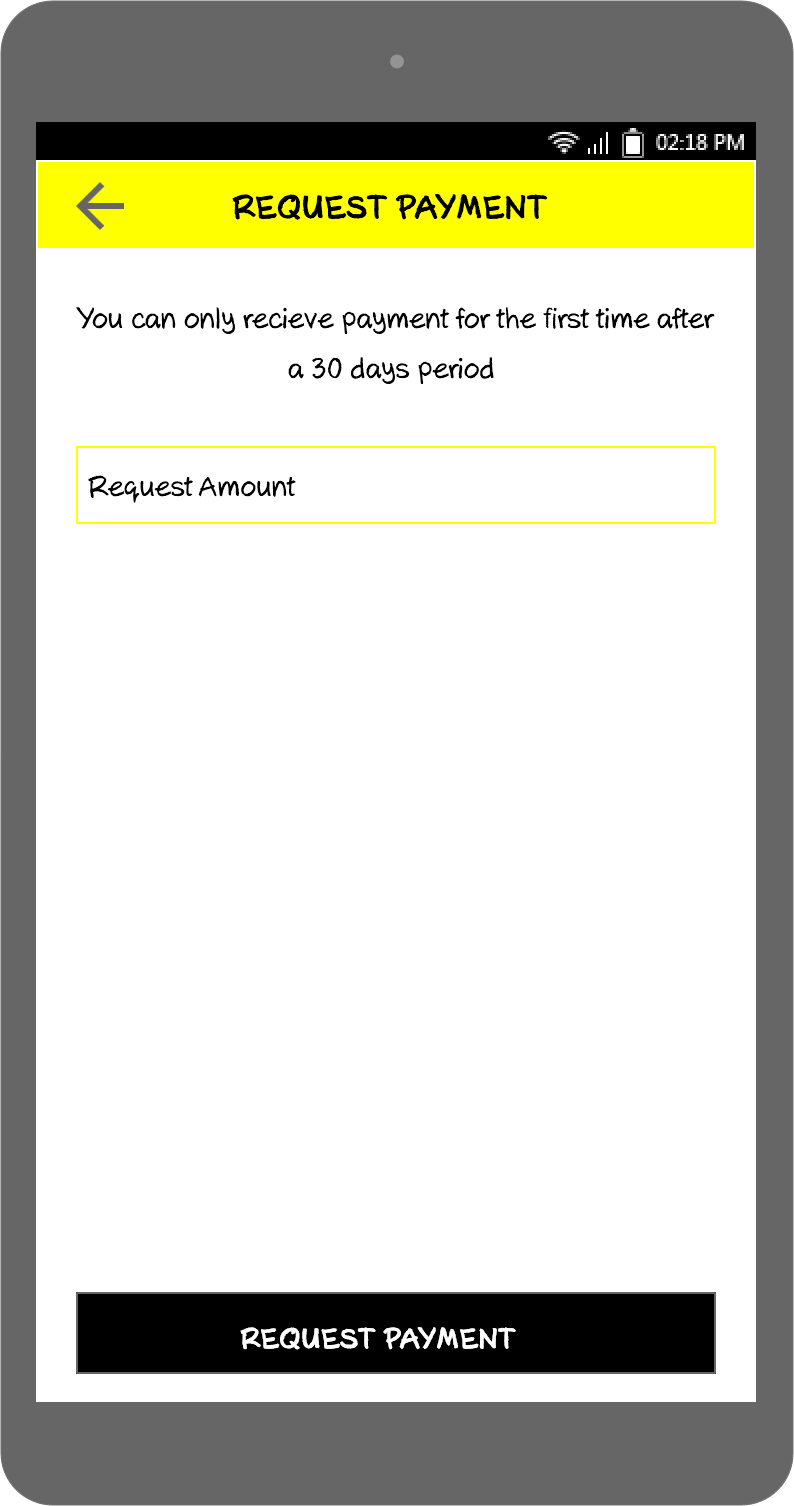 02:18 PM
REQUEST PAYMENT
You can only recieve payment for the first time after
a 30 days period
Request Amount
REQUEST PAYMENT